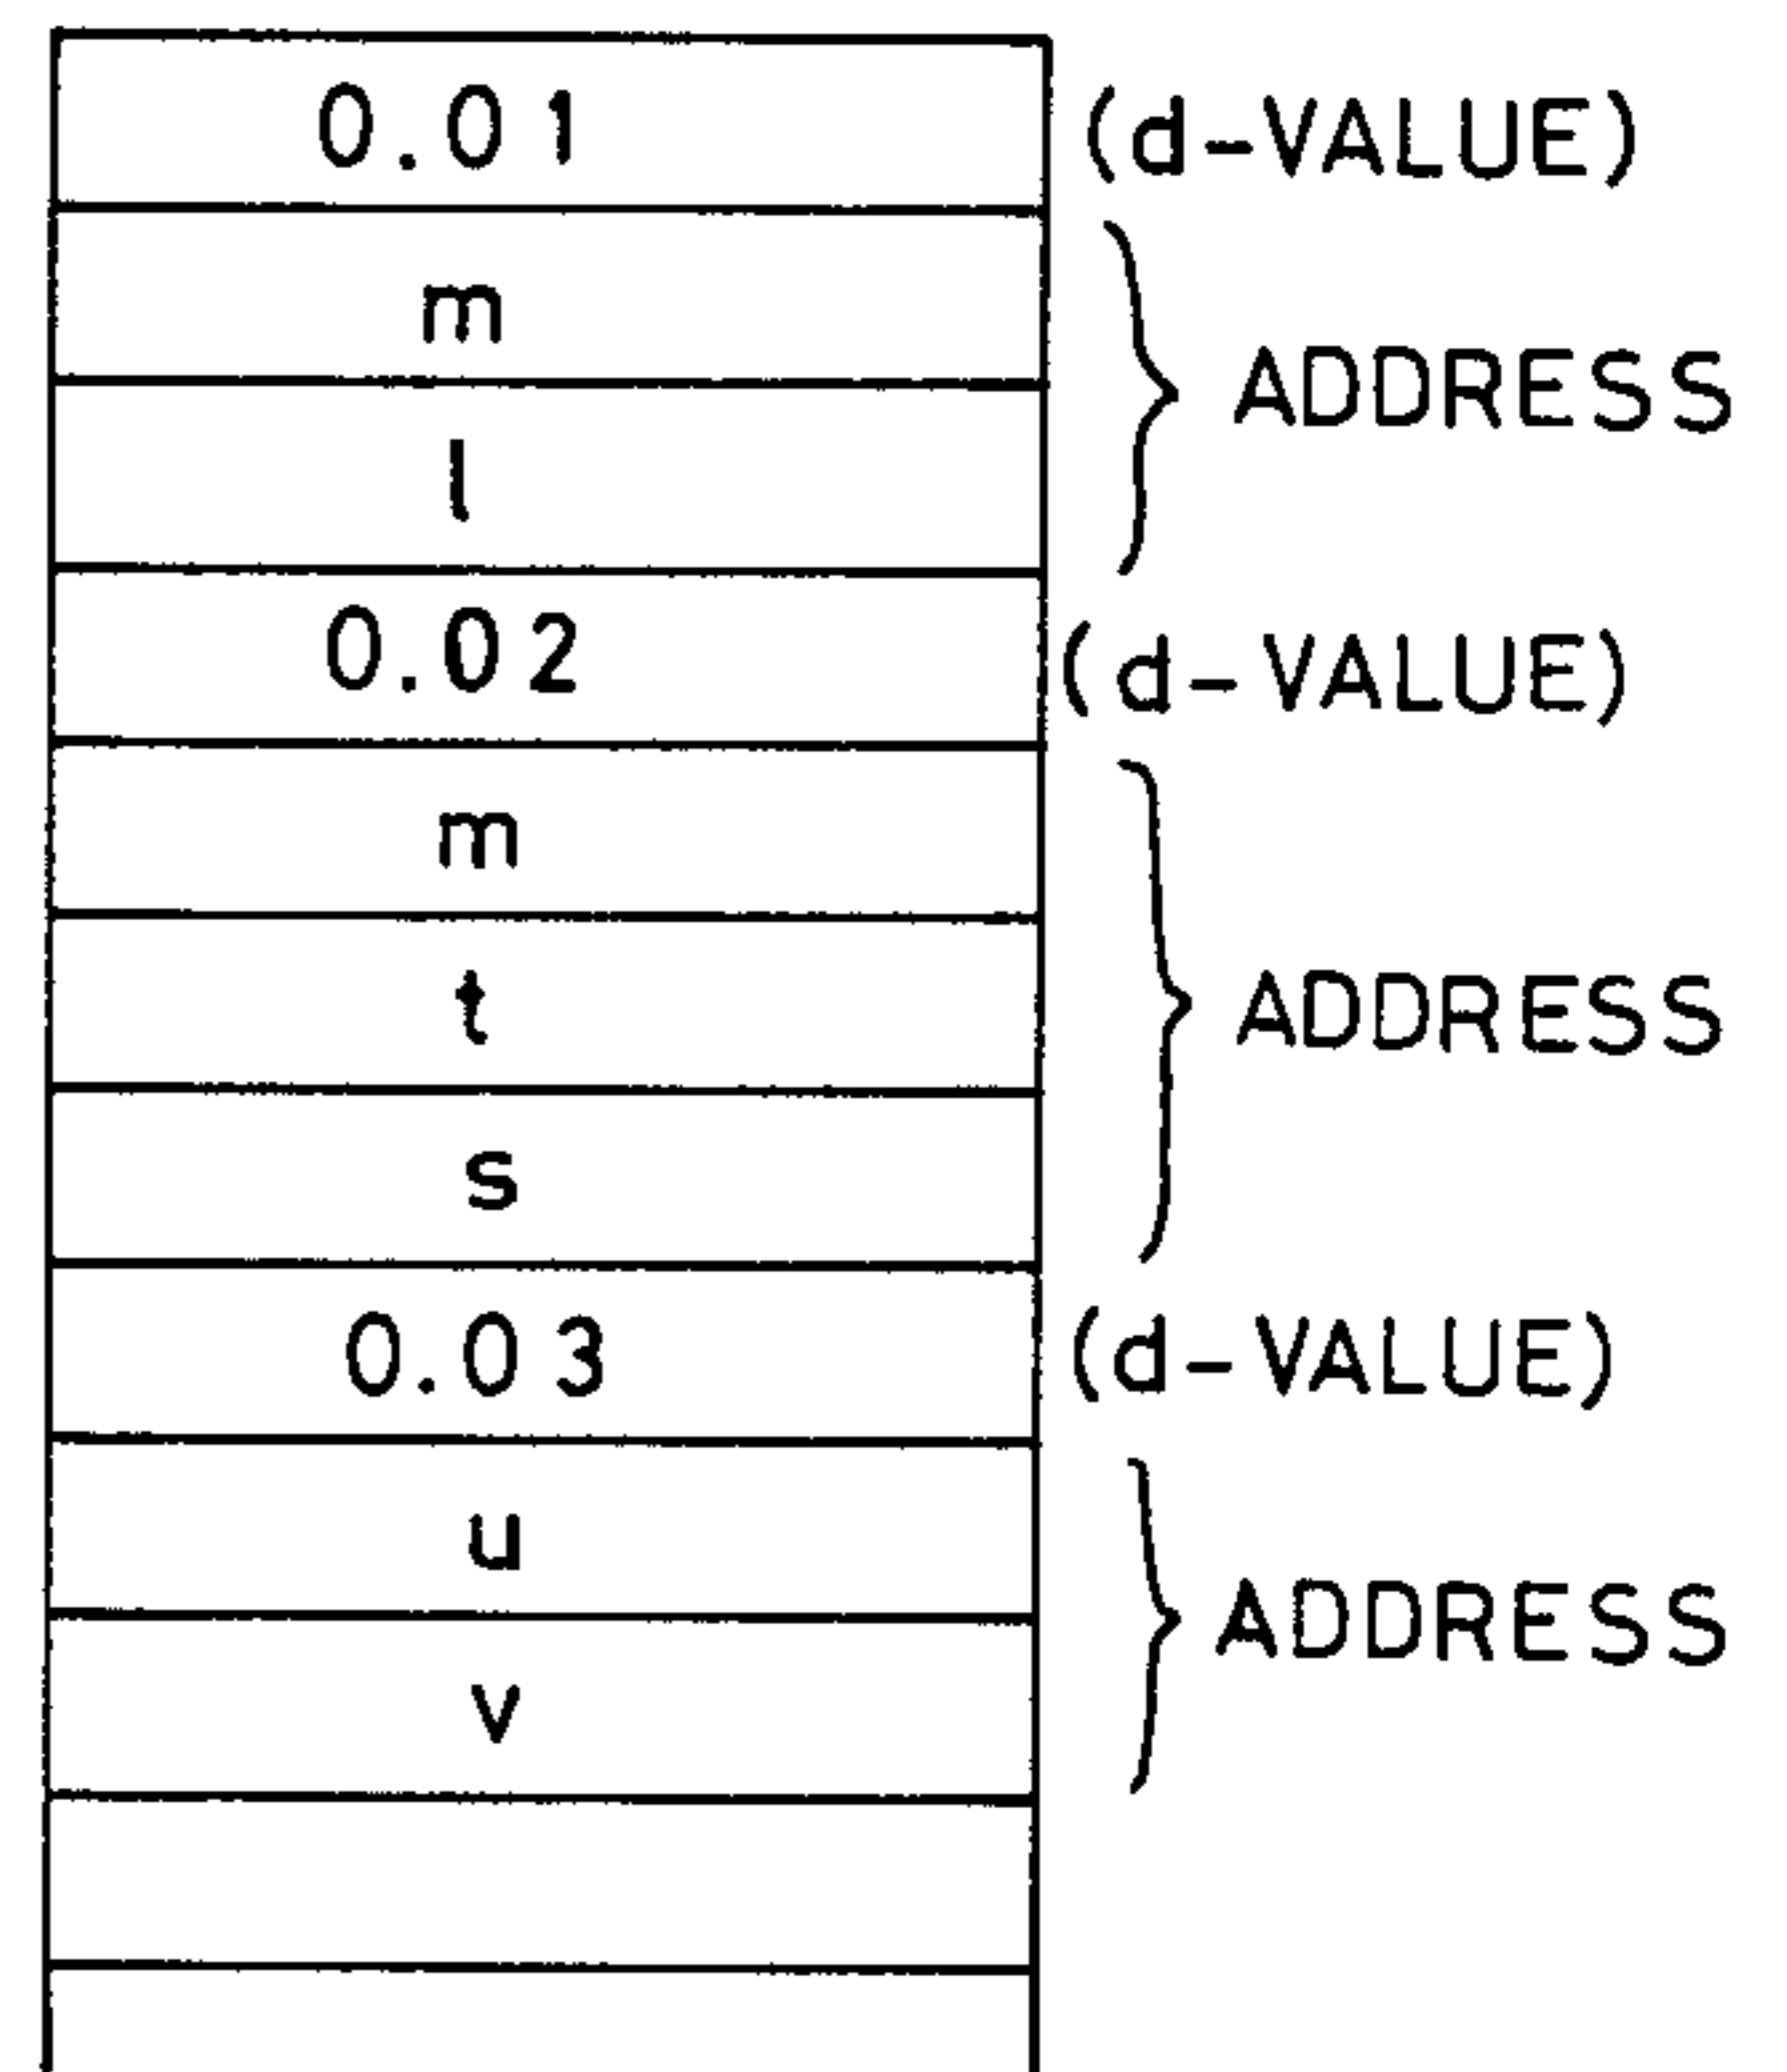 0.01 (d-VALUE)
m
ADDRESS
l
0.02 (d-VALUE)
m
t ADDRESS
s
0.03 (d-VALUE)
u
ADDRESS
v